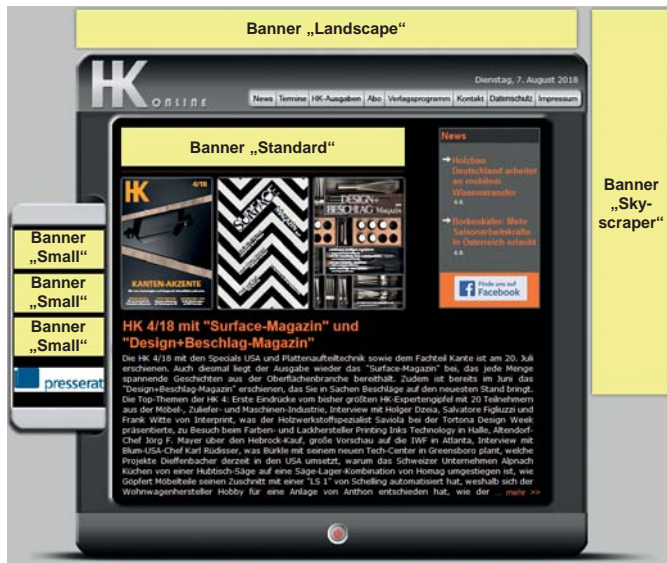 Banner „Landscape“
HK
ONLINE
Dienstag, 7. August 2018
News Termine HK-Ausgaben Abo Verlagsprogramm Kontakt Datenschutz Impressum
Banner „Standard“
News
Holzbau
Deutschland arbeitet
an mobilem
Wissenstransfer
6.8.
Borkenkäfer: Mehr
Saisonarbeitskräfte
in Österreich erlaubt
6.8.
Finde uns auf
Facebook
Banner
„Sky-
scraper“
HK
4/18
KANTEN-AKZENTE
SURFACE
DESIGN+
BESCHLAG Magazin
Banner
„Small“
Banner
„Small“
Banner
„Small“
presserat
HK 4/18 mit "Surface-Magazin" und
"Design+Beschlag-Magazin"
Die HK 4/18 mit den Specials USA und Plattenaufteiltechnik sowie dem Fachteil Kante ist am 20. Juli
erschienen. Auch diesmal liegt der Ausgabe wieder das "Surface-Magazin" bei, das jede Menge
spannende Geschichten aus der Oberflächenbranche bereithält. Zudem ist bereits im Juni das
"Design+Beschlag-Magazin" erschienen, das Sie in Sachen Beschläge auf den neuesten Stand bringt.
Die Top-Themen der HK 4: Erste Eindrücke vom bisher größten HK-Expertengipfel mit 20 Teilnehmern
aus der Möbel-, Zuliefer- und Maschinen-Industrie, Interview mit Holger Dzeia, Salvatore Figliuzzi und
Frank Witte von Interprint, was der Holzwerkstoffspezialist Saviola bei der Tortona Design Week
präsentierte, zu Besuch beim Farben- und Lackhersteller Printing Inks Technology in Halle, Altendorf-
Chef Jörg F. Mayer über den Hebrock-Kauf, große Vorschau auf die IWF in Atlanta, Interview mit
Blum-USA-Chef Karl Rüdisser, was Bürkle mit seinem neuen Tech-Center in Greensboro plant, welche
Projekte Dieffenbacher derzeit in den USA umsetzt, warum das Schweizer Unternehmen Alpnach
Küchen von einer Hubtisch-Säge auf eine Säge-Lager-Kombination von Homag umgestiegen ist, wie
Göpfert Möbelteile seinen Zuschnitt mit einer "LS 1" von Schelling automatisiert hat, weshalb sich der
Wohnwagenhersteller Hobby für eine Anlage von Anthon entschieden hat, wie der ... mehr >>